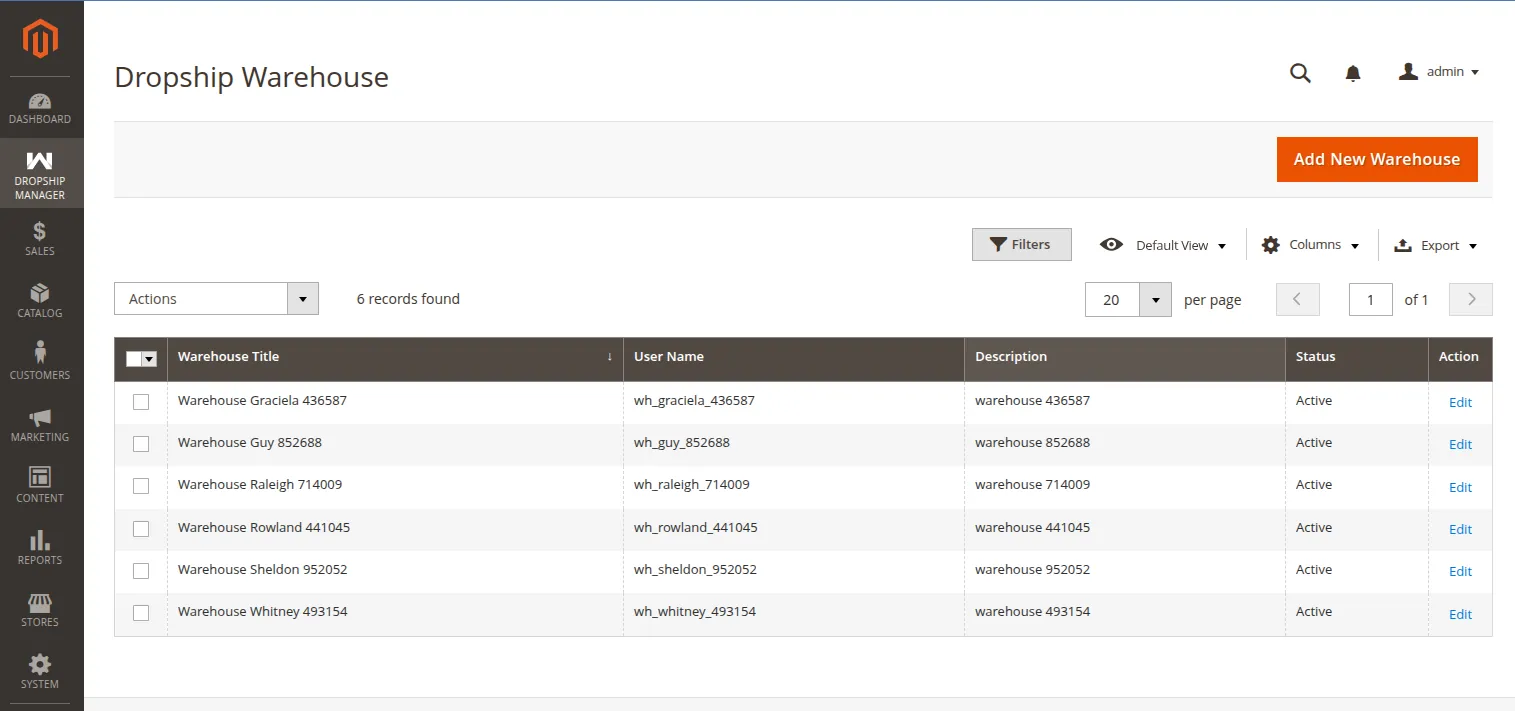 Dropship Warehouse
admin
DASHBOARD
DROPSHIP
MANAGER
SALES
CATALOG
CUSTOMERS
MARKETING
CONTENT
REPORTS
STORES
SYSTEM
Add New Warehouse
Filters Default View Columns Export
Actions 6 records found 20 per page 1 of 1
Warehouse Title ↓ User Name Description Status Action
Warehouse Graciela 436587 wh_graciela_436587 warehouse 436587 Active Edit
Warehouse Guy 852688 wh_guy_852688 warehouse 852688 Active Edit
Warehouse Raleigh 714009 wh_raleigh_714009 warehouse 714009 Active Edit
Warehouse Rowland 441045 wh_rowland_441045 warehouse 441045 Active Edit
Warehouse Sheldon 952052 wh_sheldon_952052 warehouse 952052 Active Edit
Warehouse Whitney 493154 wh_whitney_493154 warehouse 493154 Active Edit